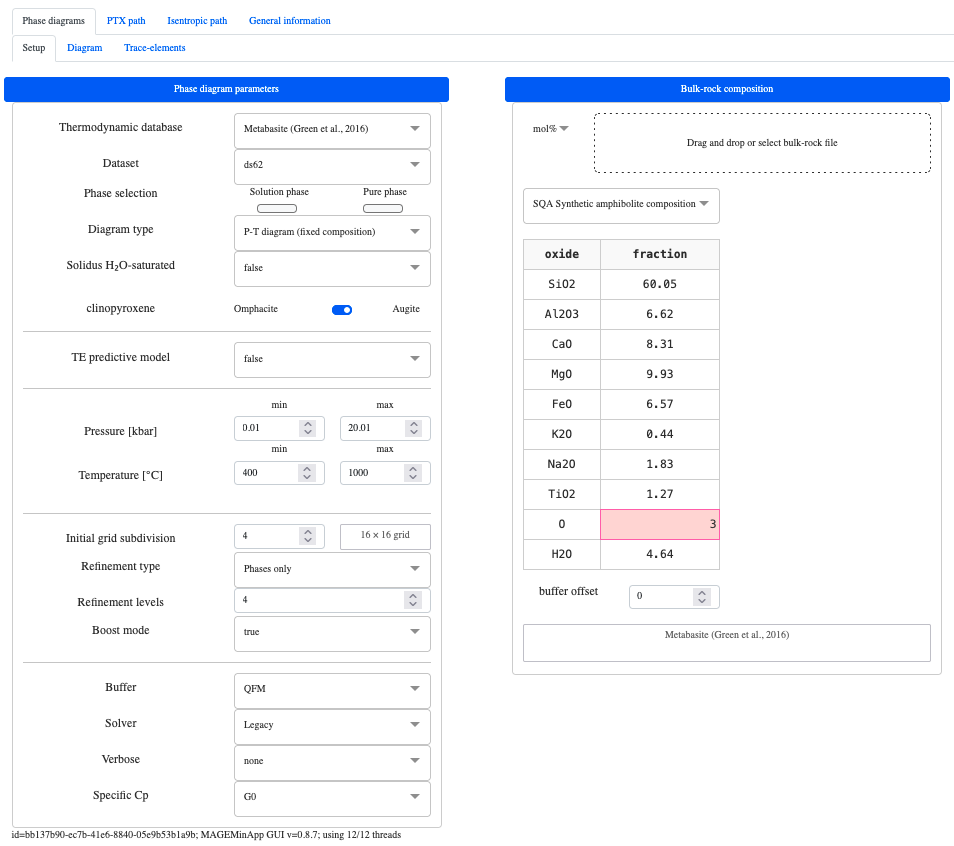 Phase diagrams PTX path Isentropic path General information
Setup Diagram Trace-elements
Phase diagram parameters
Thermodynamic database Metabasite (Green et al., 2016)
Dataset ds62
Phase selection Solution phase Pure phase
Diagram type P-T diagram (fixed composition)
Solidus H₂O-saturated false
clinopyroxene Omphacite Augite
TE predictive model false
min max
Pressure [kbar] 0.01 20.01
min max
Temperature [°C] 400 1000
Initial grid subdivision 4 16 × 16 grid
Refinement type Phases only
Refinement levels 4
Boost mode true
Buffer QFM
Solver Legacy
Verbose none
Specific Cp G0
Bulk-rock composition
mol% Drag and drop or select bulk-rock file
SQA Synthetic amphibolite composition
oxide fraction
SiO2 60.05
Al2O3 6.62
CaO 8.31
MgO 9.93
FeO 6.57
K2O 0.44
Na2O 1.83
TiO2 1.27
O 3
H2O 4.64
buffer offset 0
Metabasite (Green et al., 2016)
id=bb137b90-ec7b-41e6-8840-05e9b53b1a9b; MAGEMinApp GUI v=0.8.7; using 12/12 threads